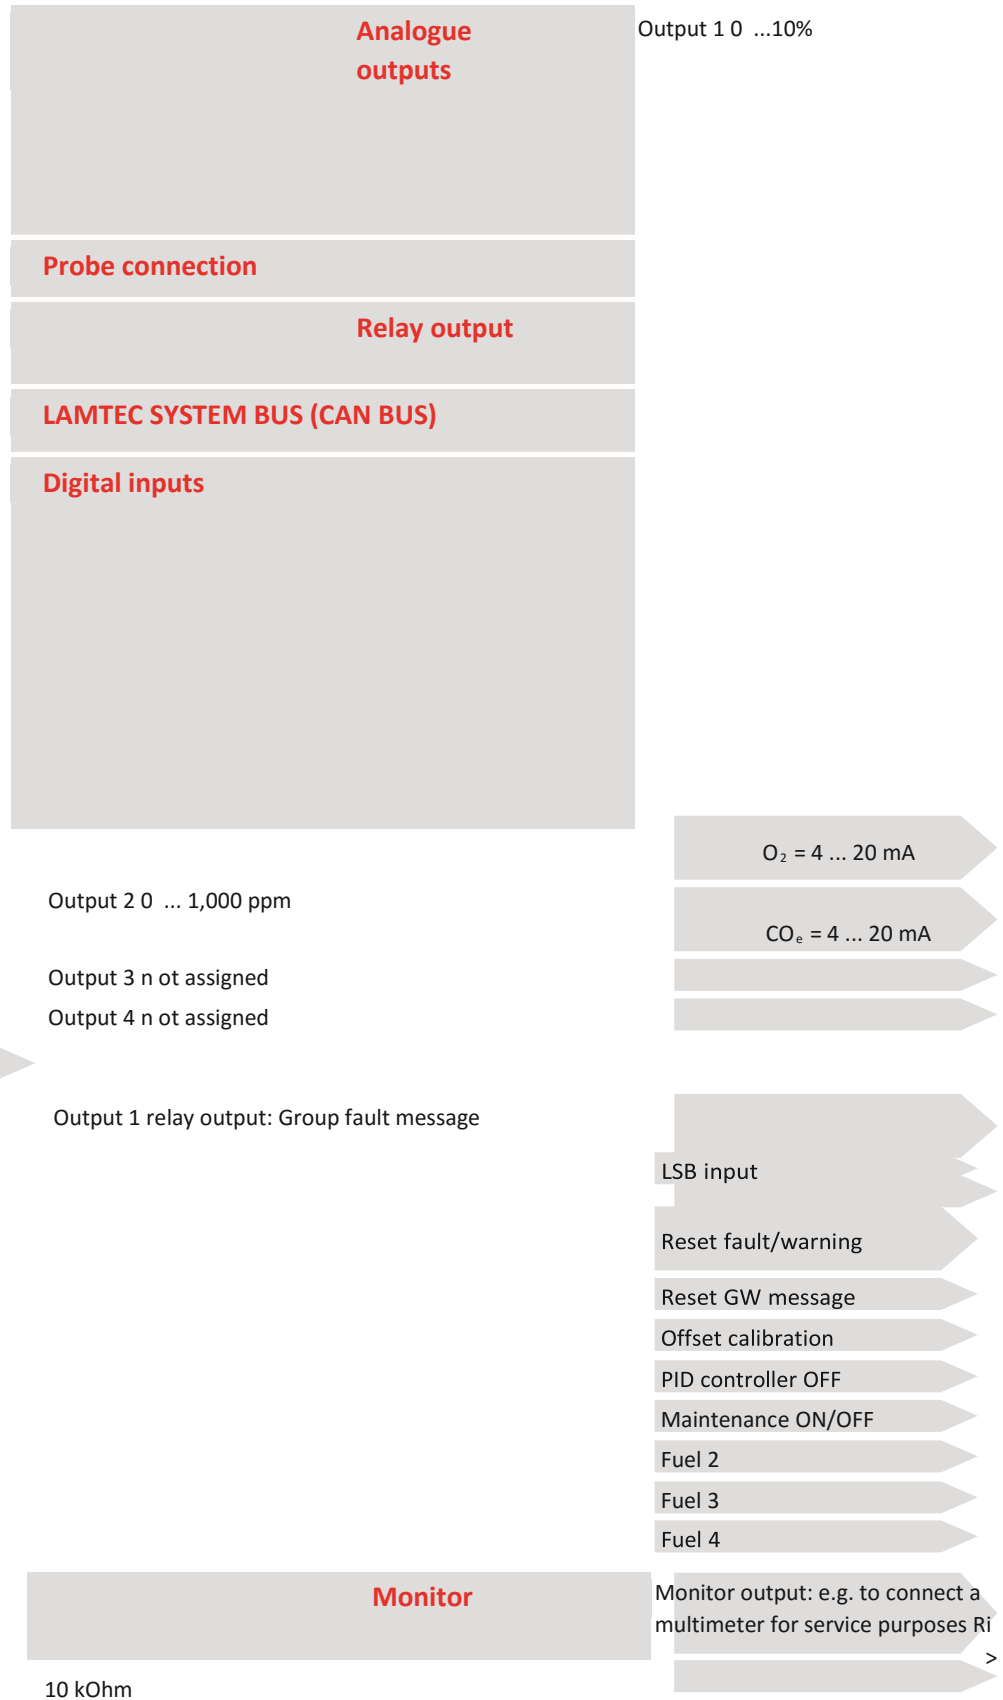 Analogue
outputs
Output 1 0 ...10%
Probe connection
Relay output
LAMTEC SYSTEM BUS (CAN BUS)
Digital inputs
O₂ = 4 ... 20 mA
Output 2 0 ... 1,000 ppm
COₑ = 4 ... 20 mA
Output 3 n ot assigned
Output 4 n ot assigned
Output 1 relay output: Group fault message
LSB input
Reset fault/warning
Reset GW message
Offset calibration
PID controller OFF
Maintenance ON/OFF
Fuel 2
Fuel 3
Fuel 4
Monitor
Monitor output: e.g. to connect a
multimeter for service purposes Ri
>
10 kOhm